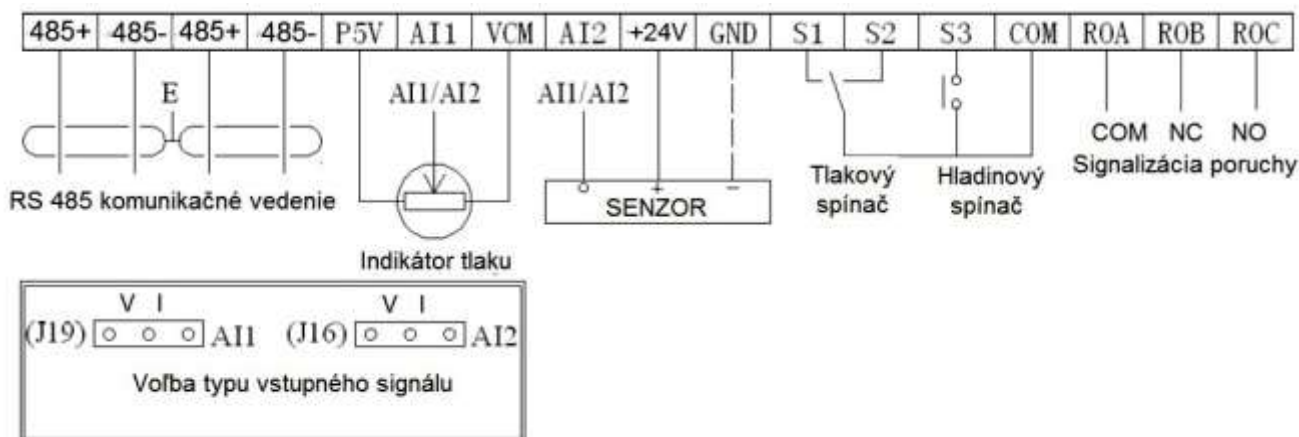 485+ 485- 485+ 485- P5V AI1 VCM AI2 +24V GND S1 S2 S3 COM ROA ROB ROC
E
AI1/AI2
AI1/AI2
COM NC NO
Signalizácia poruchy
RS 485 komunikačné vedenie
+ −
SENZOR
Tlakový
spínač
Hladinový
spínač
Indikátor tlaku
V I
V I
(J19) AI1 (J16) AI2
Voľba typu vstupného signálu